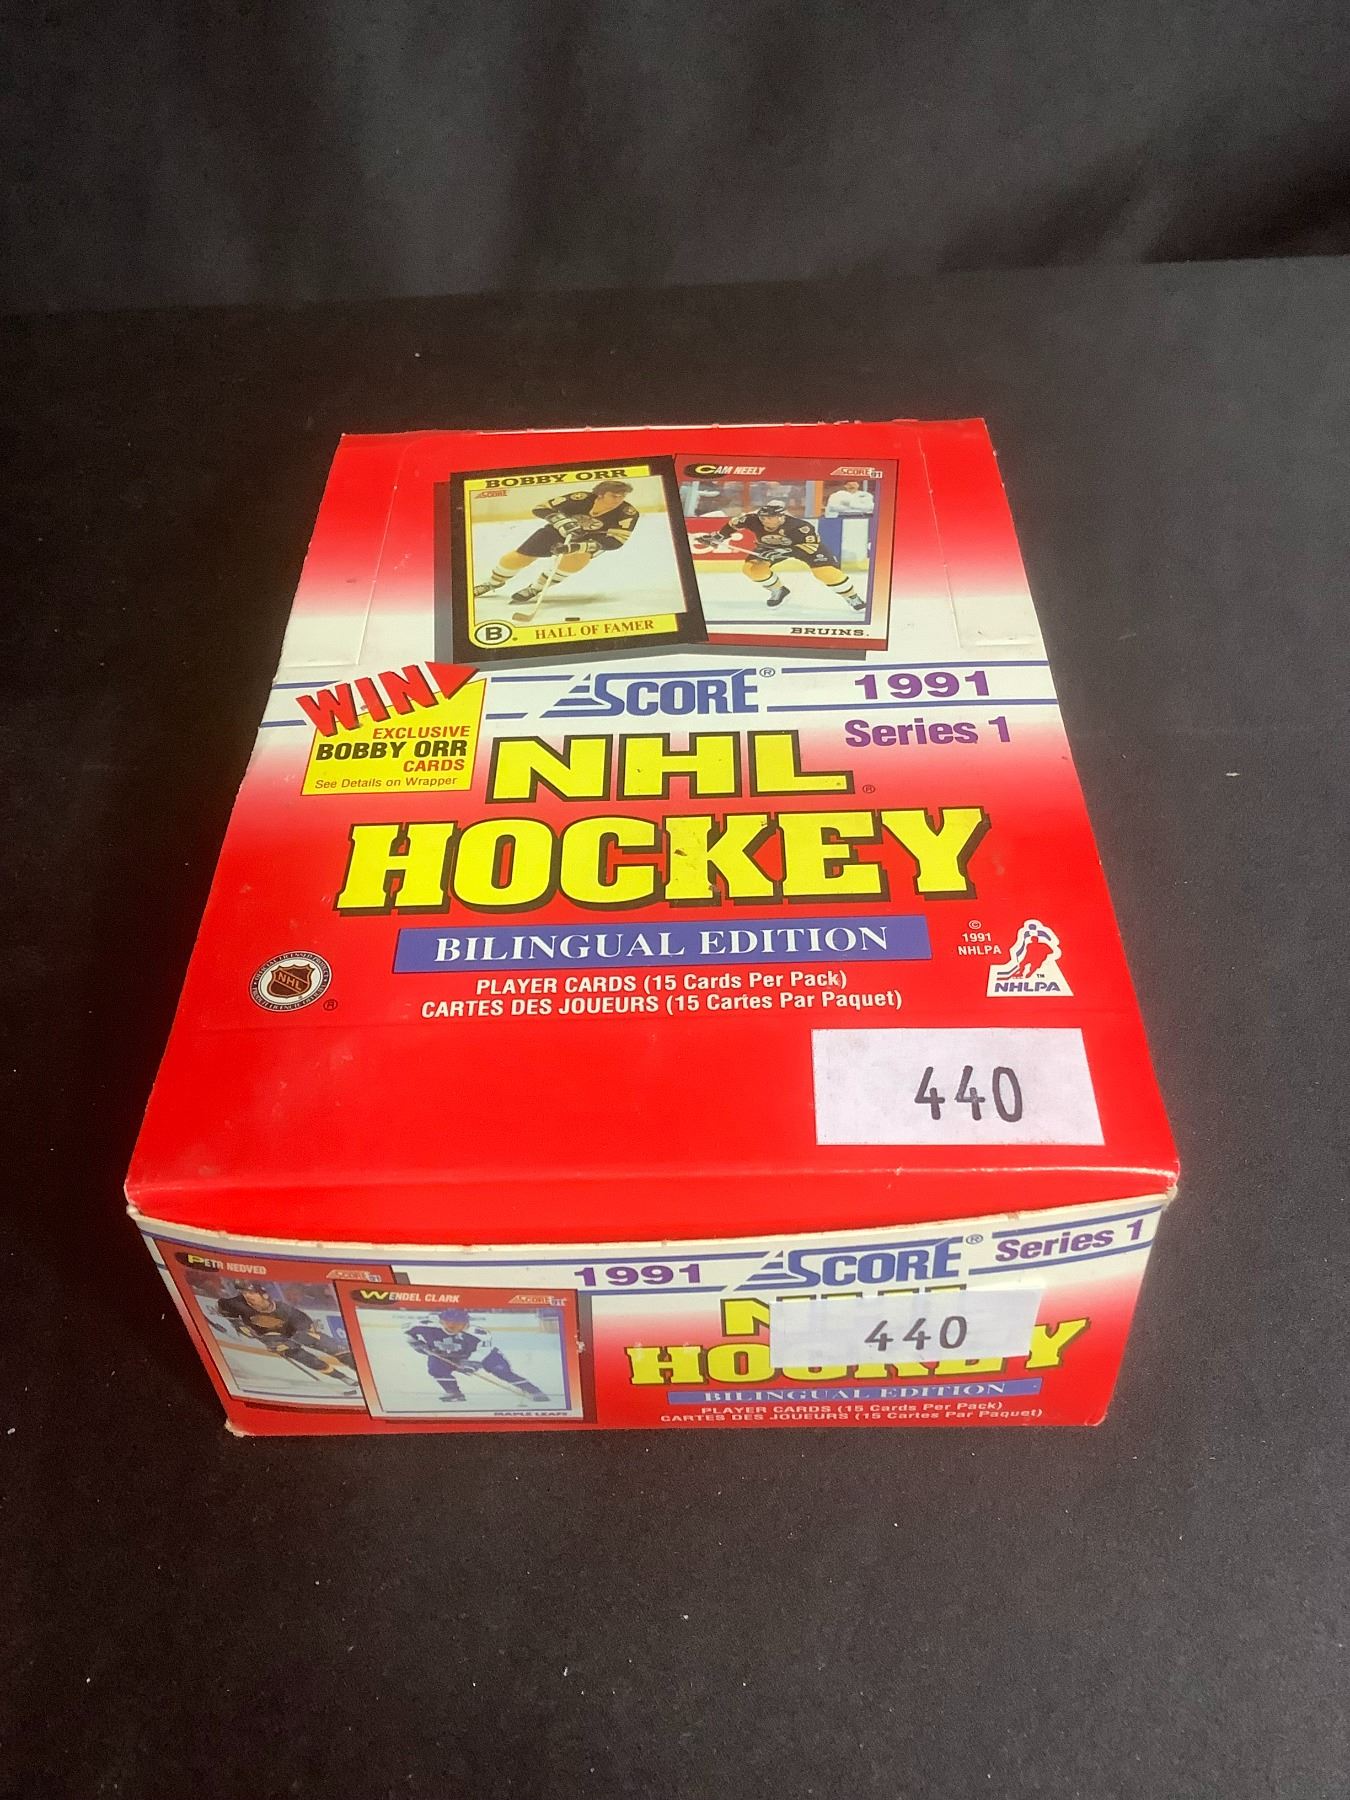 BOBBY ORR
SCORE
HALL OF FAMER
B
CAM NEELY
SCORE 91
BRUINS.
WIN
EXCLUSIVE
BOBBY ORR
CARDS
See Details on Wrapper
SCORE® 1991
Series 1
NHL®
HOCKEY
BILINGUAL EDITION
PLAYER CARDS (15 Cards Per Pack)
CARTES DES JOUEURS (15 Cartes Par Paquet)
NHL ®
© 1991
NHLPA
NHLPA™
440
PETR NEDVED
SCORE 91
WENDEL CLARK
SCORE 91
MAPLE LEAFS
1991 SCORE® Series 1
440
BILINGUAL EDITION
PLAYER CARDS (15 Cards Per Pack)
CARTES DES JOUEURS (15 Cartes Par Paquet)